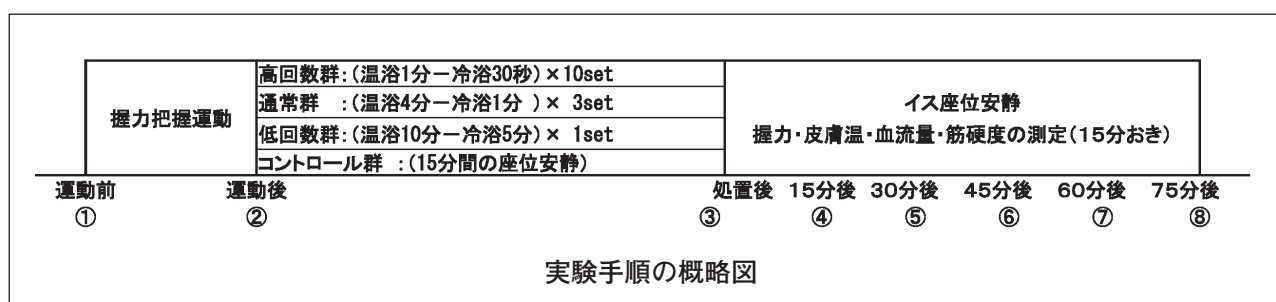 握力把握運動
高回数群:(温浴1分－冷浴30秒)×10set
通常群 :(温浴4分－冷浴1分 )× 3set
低回数群:(温浴10分－冷浴5分)× 1set
コントロール群 :(15分間の座位安静)
イス座位安静
握力・皮膚温・血流量・筋硬度の測定(15分おき)
運動前 運動後 処置後 15分後 30分後 45分後 60分後 75分後
① ② ③ ④ ⑤ ⑥ ⑦ ⑧
実験手順の概略図